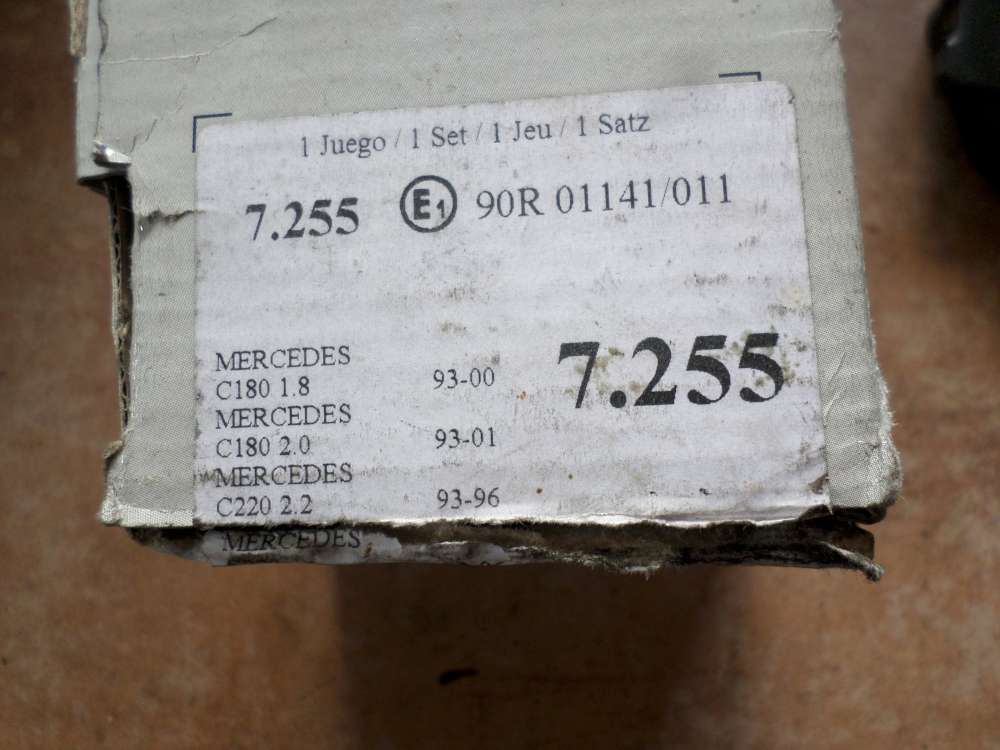 1 Juego / 1 Set / 1 Jeu / 1 Satz
7.255 E1 90R 01141/011
MERCEDES
C180 1.8 93-00
7.255
MERCEDES
C180 2.0 93-01
MERCEDES
C220 2.2 93-96
MERCEDES